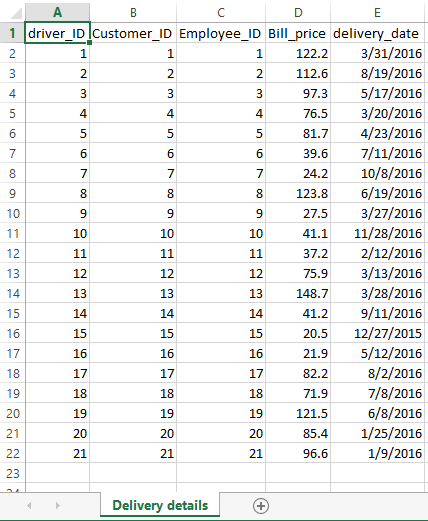 A B C D E
1 driver_ID Customer_ID Employee_ID Bill_price delivery_date
2 1 1 1 122.2 3/31/2016
3 2 2 2 112.6 8/19/2016
4 3 3 3 97.3 5/17/2016
5 4 4 4 76.5 3/20/2016
6 5 5 5 81.7 4/23/2016
7 6 6 6 39.6 7/11/2016
8 7 7 7 24.2 10/8/2016
9 8 8 8 123.8 6/19/2016
10 9 9 9 27.5 3/27/2016
11 10 10 10 41.1 11/28/2016
12 11 11 11 37.2 2/12/2016
13 12 12 12 75.9 3/13/2016
14 13 13 13 148.7 3/28/2016
15 14 14 14 41.2 9/11/2016
16 15 15 15 20.5 12/27/2015
17 16 16 16 21.9 5/12/2016
18 17 17 17 82.2 8/2/2016
19 18 18 18 71.9 7/8/2016
20 19 19 19 121.5 6/8/2016
21 20 20 20 85.4 1/25/2016
22 21 21 21 96.6 1/9/2016
23
Delivery details